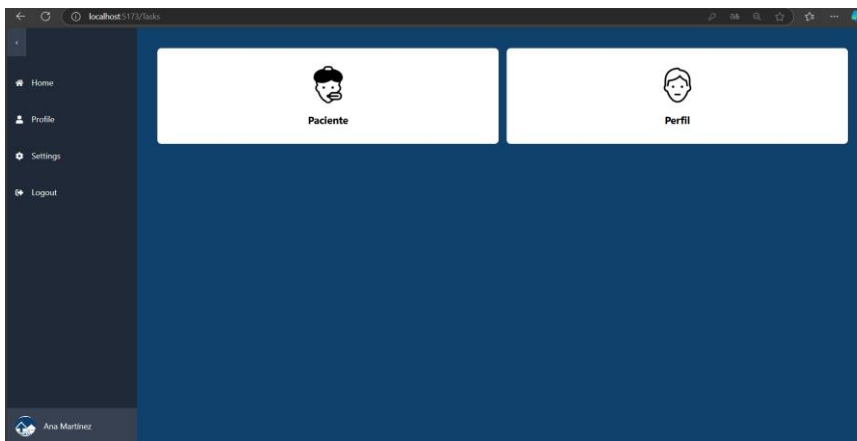 localhost:5173/Tasks
Home
Profile
Settings
Logout
Paciente
Perfil
Ana Martínez